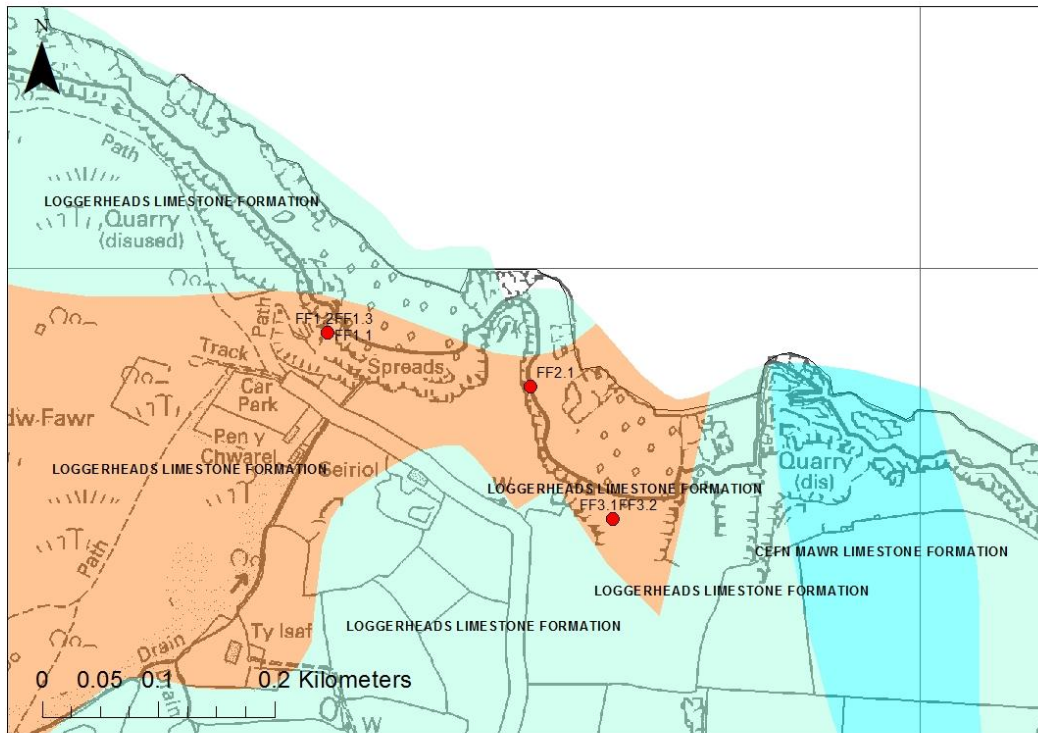 N
Path
LOGGERHEADS LIMESTONE FORMATION
Quarry
(disused)
Path
FF1.2FF1.3
FF1.1
Track
Spreads
FF2.1
Car
Park
dw-Fawr
Pen y
Chwarel
LOGGERHEADS LIMESTONE FORMATION
Seiriol
Quarry
(dis)
W
LOGGERHEADS LIMESTONE FORMATION
FF3.1FF3.2
CEFN MAWR LIMESTONE FORMATION
Path
LOGGERHEADS LIMESTONE FORMATION
LOGGERHEADS LIMESTONE FORMATION
Ty Isaf
Drain
0 0.05 0.1 0.2 Kilometers
W